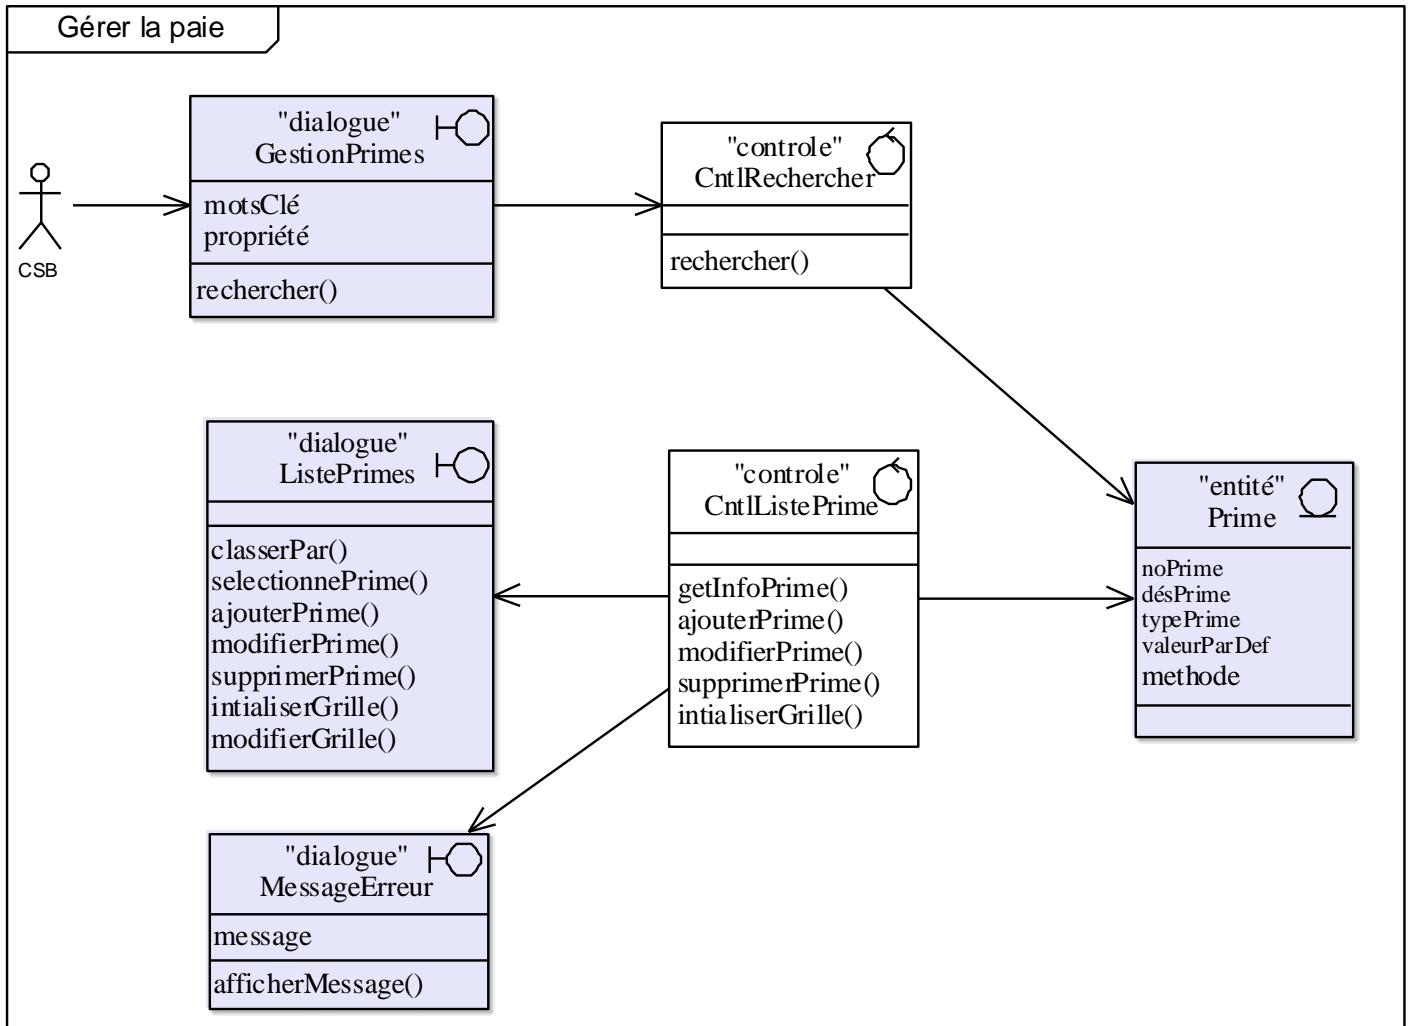 Gérer la paie
CSB
"dialogue"
GestionPrimes
motsClé
propriété
rechercher()
"controle"
CntlRechercher
rechercher()
"dialogue"
ListePrimes
classerPar()
selectionnePrime()
ajouterPrime()
modifierPrime()
supprimerPrime()
intialiserGrille()
modifierGrille()
"controle"
CntlListePrime
getInfoPrime()
ajouterPrime()
modifierPrime()
supprimerPrime()
intialiserGrille()
"entité"
Prime
noPrime
désPrime
typePrime
valeurParDef
methode
"dialogue"
MessageErreur
message
afficherMessage()